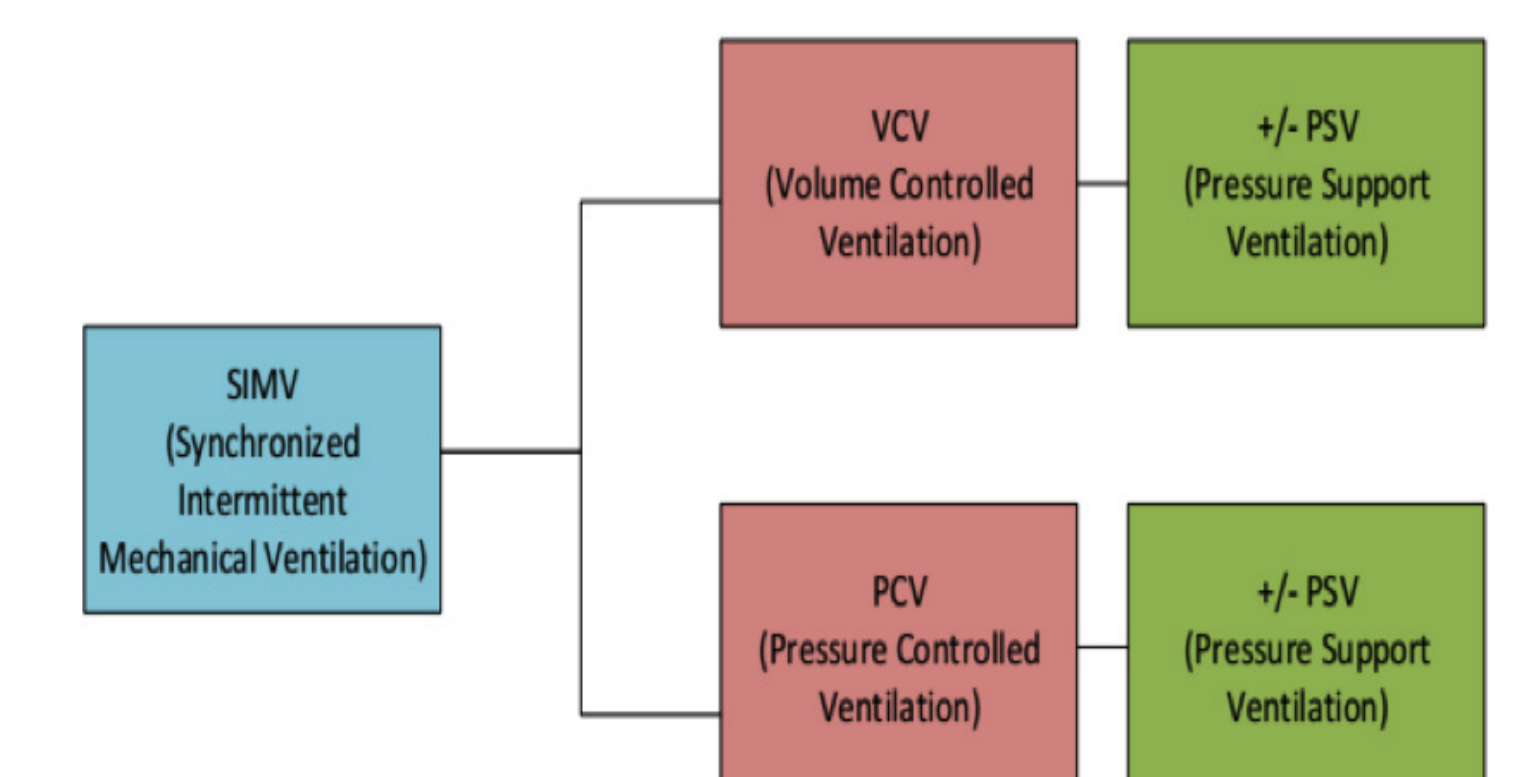 SIMV
(Synchronized
Intermittent
Mechanical Ventilation)
VCV
(Volume Controlled
Ventilation)
+/- PSV
(Pressure Support
Ventilation)
PCV
(Pressure Controlled
Ventilation)
+/- PSV
(Pressure Support
Ventilation)